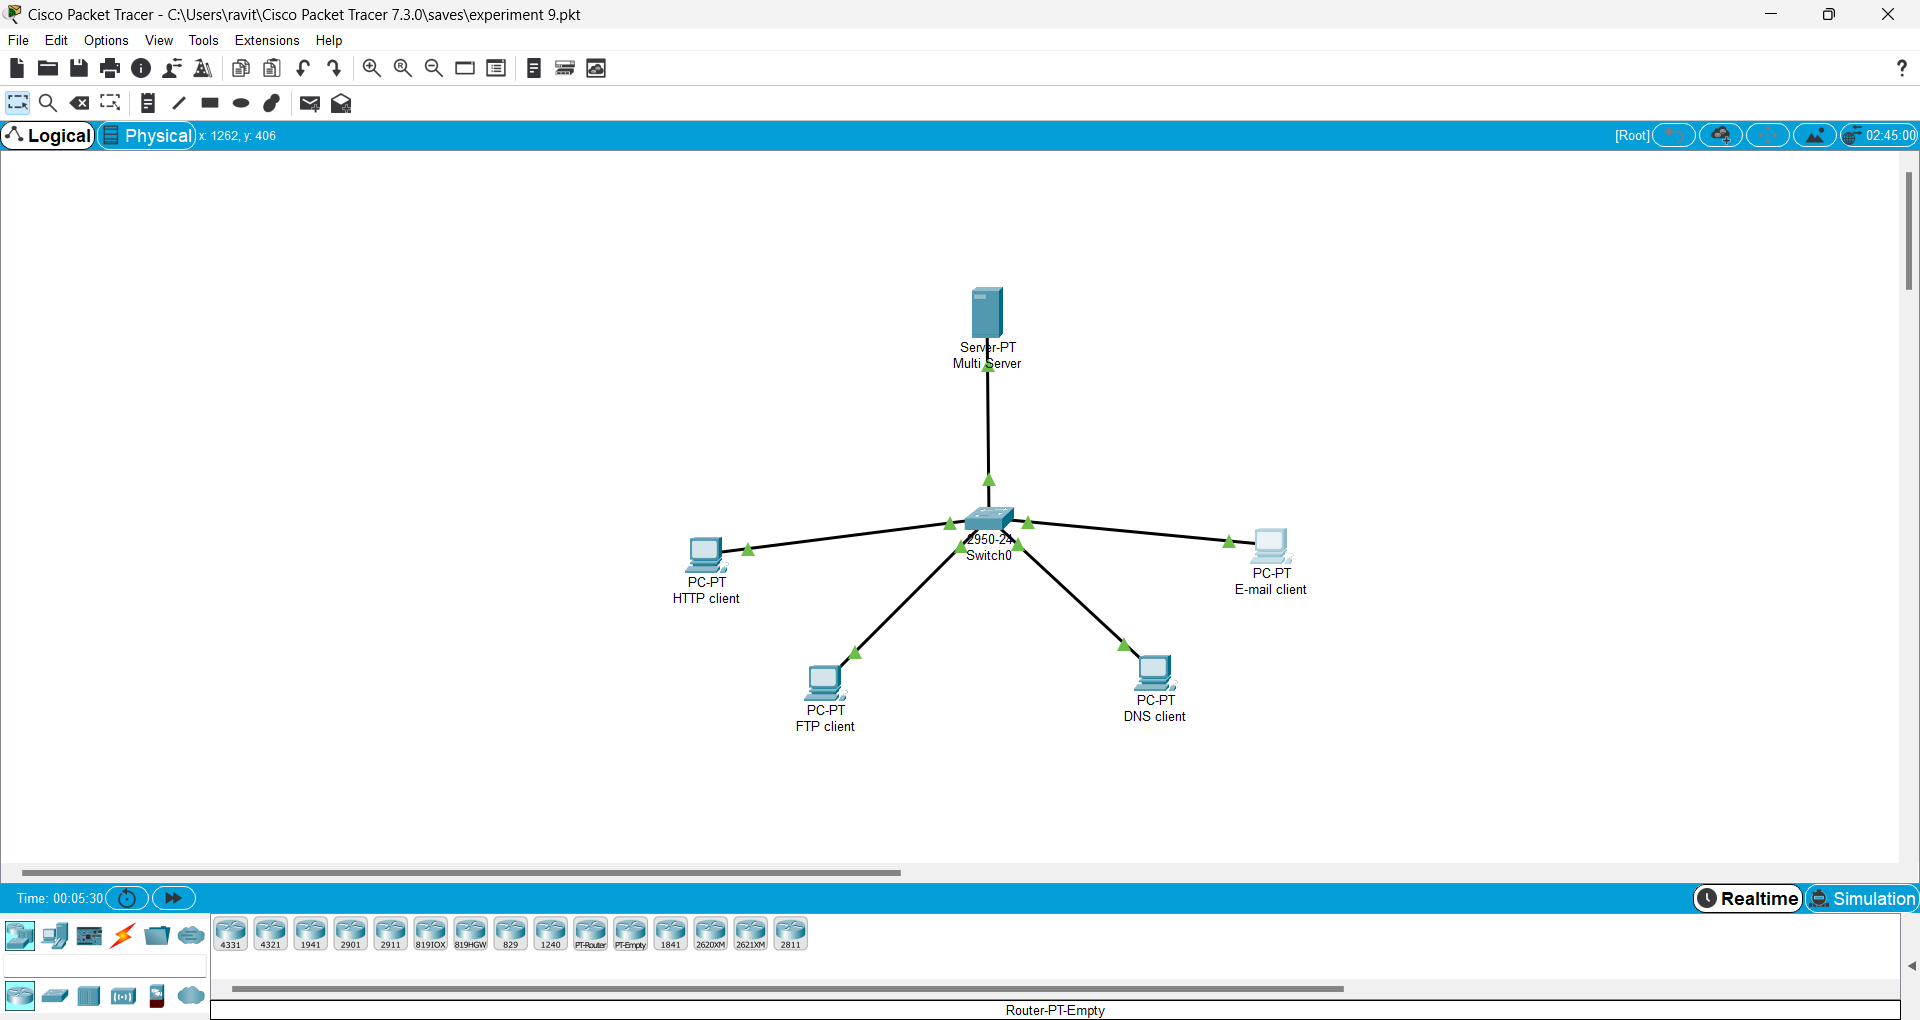 Cisco Packet Tracer - C:\Users\ravit\Cisco Packet Tracer 7.3.0\saves\experiment 9.pkt
File Edit Options View Tools Extensions Help
Logical Physical x: 1262, y: 406 [Root] 02:45:00
Server-PT
Multi Server
2950-24
Switch0
PC-PT
HTTP client
PC-PT
E-mail client
PC-PT
FTP client
PC-PT
DNS client
Time: 00:05:30 Realtime Simulation
4331 4321 1941 2901 2911 819IOX 819HGW 829 1240 PT-Router PT-Empty 1841 2620XM 2621XM 2811
Router-PT-Empty